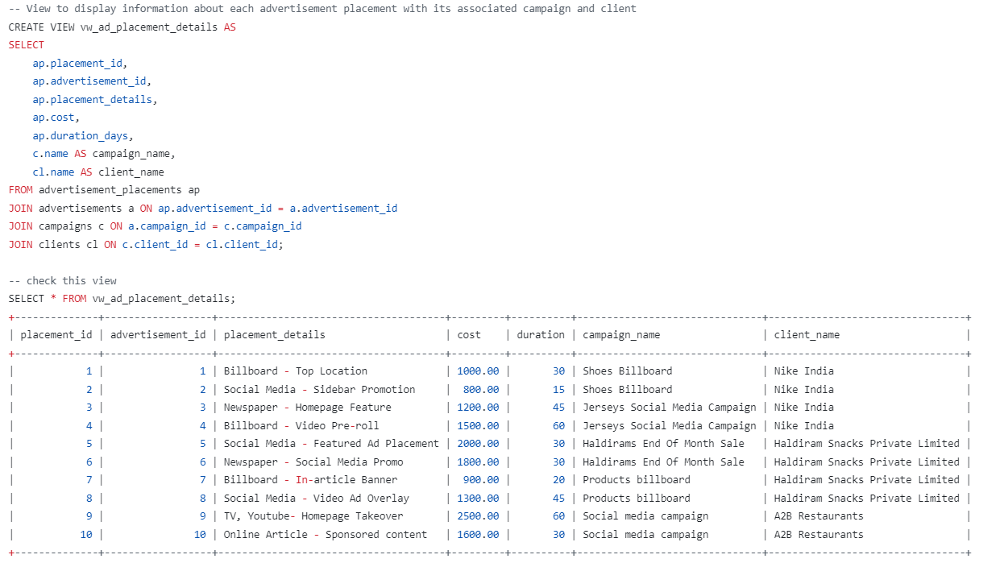 -- View to display information about each advertisement placement with its associated campaign and client
CREATE VIEW vw_ad_placement_details AS
SELECT
    ap.placement_id,
    ap.advertisement_id,
    ap.placement_details,
    ap.cost,
    ap.duration_days,
    c.name AS campaign_name,
    cl.name AS client_name
FROM advertisement_placements ap
JOIN advertisements a ON ap.advertisement_id = a.advertisement_id
JOIN campaigns c ON a.campaign_id = c.campaign_id
JOIN clients cl ON c.client_id = cl.client_id;

-- check this view
SELECT * FROM vw_ad_placement_details;
+--------------+------------------+--------------------------------------+---------+----------+-------------------------------+---------------------------------+
| placement_id | advertisement_id | placement_details                    | cost    | duration | campaign_name                 | client_name                     |
+--------------+------------------+--------------------------------------+---------+----------+-------------------------------+---------------------------------+
|            1 |                1 | Billboard - Top Location             | 1000.00 |       30 | Shoes Billboard               | Nike India                      |
|            2 |                2 | Social Media - Sidebar Promotion     |  800.00 |       15 | Shoes Billboard               | Nike India                      |
|            3 |                3 | Newspaper - Homepage Feature         | 1200.00 |       45 | Jerseys Social Media Campaign | Nike India                      |
|            4 |                4 | Billboard - Video Pre-roll           | 1500.00 |       60 | Jerseys Social Media Campaign | Nike India                      |
|            5 |                5 | Social Media - Featured Ad Placement | 2000.00 |       30 | Haldirams End Of Month Sale   | Haldiram Snacks Private Limited |
|            6 |                6 | Newspaper - Social Media Promo       | 1800.00 |       30 | Haldirams End Of Month Sale   | Haldiram Snacks Private Limited |
|            7 |                7 | Billboard - In-article Banner        |  900.00 |       20 | Products billboard            | Haldiram Snacks Private Limited |
|            8 |                8 | Social Media - Video Ad Overlay      | 1300.00 |       45 | Products billboard            | Haldiram Snacks Private Limited |
|            9 |                9 | TV, Youtube- Homepage Takeover       | 2500.00 |       60 | Social media campaign         | A2B Restaurants                 |
|           10 |               10 | Online Article - Sponsored content   | 1600.00 |       30 | Social media campaign         | A2B Restaurants                 |
+--------------+------------------+--------------------------------------+---------+----------+-------------------------------+---------------------------------+